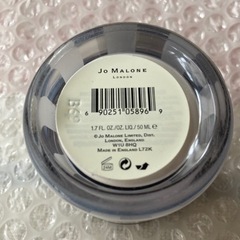 Jo Malone
London
6 90251 05896 9
1.7 FL.OZ./OZ. LIQ./50 ML ℮
© Jo Malone Limited, Dist.
London, England
W1U 8HQ
Made in England L72K